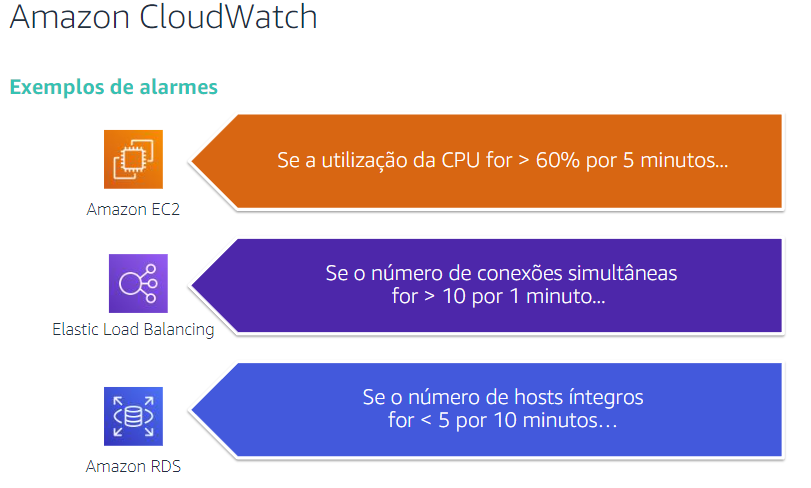 Amazon CloudWatch
Exemplos de alarmes
Se a utilização da CPU for > 60% por 5 minutos...
Amazon EC2
Se o número de conexões simultâneas
for > 10 por 1 minuto...
Elastic Load Balancing
Se o número de hosts íntegros
for < 5 por 10 minutos...
Amazon RDS